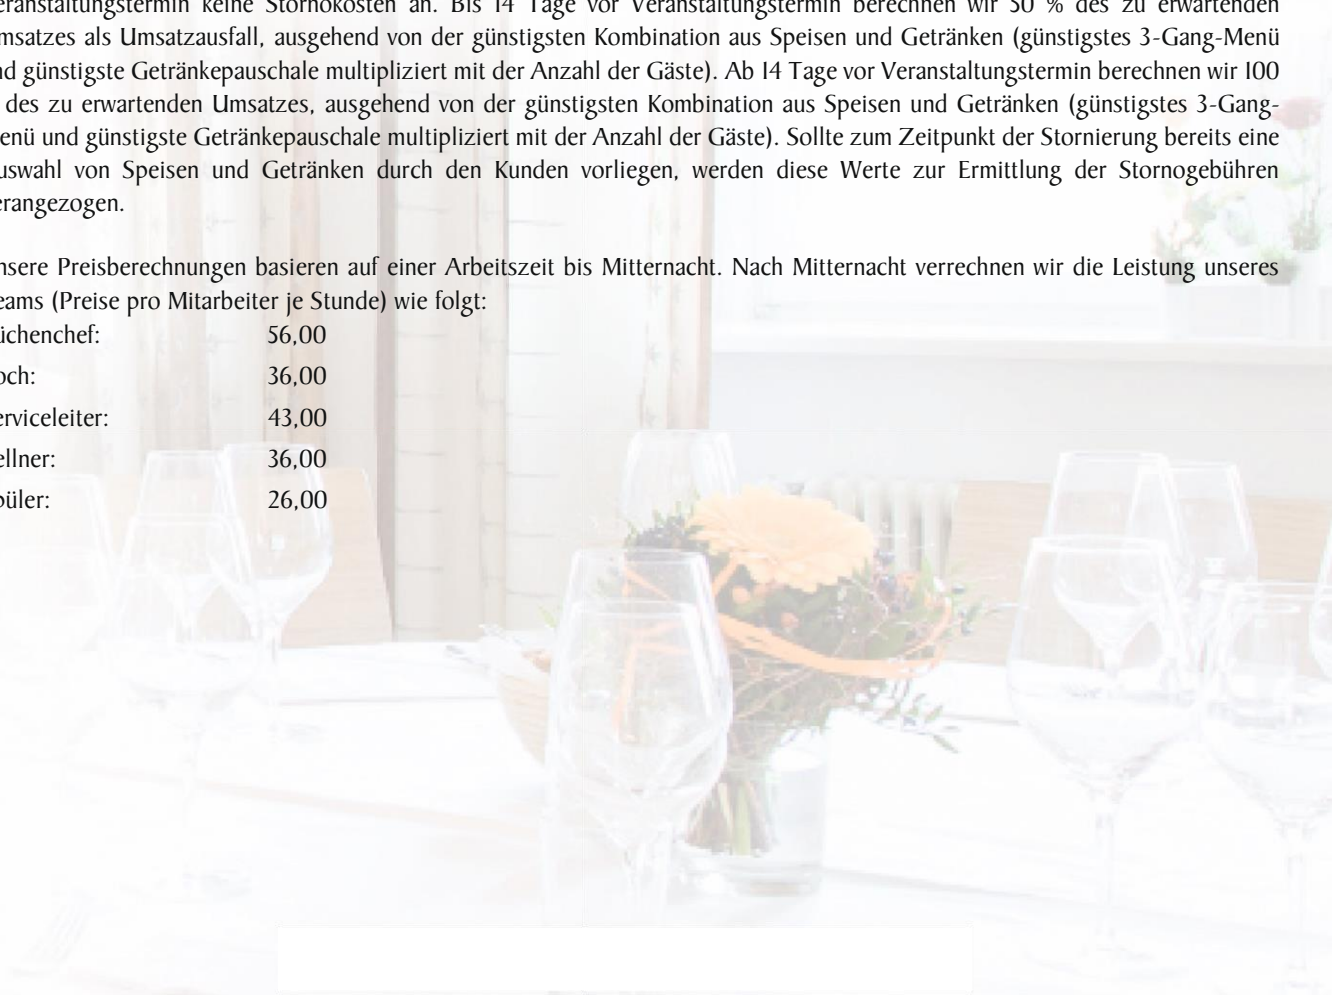 eranstaltungstermin keine Stornokosten an. Bis 14 Tage vor Veranstaltungstermin berechnen wir 50 % des zu erwartenden
msatzes als Umsatzausfall, ausgehend von der günstigsten Kombination aus Speisen und Getränken (günstigstes 3-Gang-Menü
nd günstigste Getränkepauschale multipliziert mit der Anzahl der Gäste). Ab 14 Tage vor Veranstaltungstermin berechnen wir 100
des zu erwartenden Umsatzes, ausgehend von der günstigsten Kombination aus Speisen und Getränken (günstigstes 3-Gang-
enü und günstigste Getränkepauschale multipliziert mit der Anzahl der Gäste). Sollte zum Zeitpunkt der Stornierung bereits eine
uswahl von Speisen und Getränken durch den Kunden vorliegen, werden diese Werte zur Ermittlung der Stornogebühren
erangezogen.
nsere Preisberechnungen basieren auf einer Arbeitszeit bis Mitternacht. Nach Mitternacht verrechnen wir die Leistung unseres
eams (Preise pro Mitarbeiter je Stunde) wie folgt:
üchenchef: 56,00
och: 36,00
erviceleiter: 43,00
ellner: 36,00
püler: 26,00